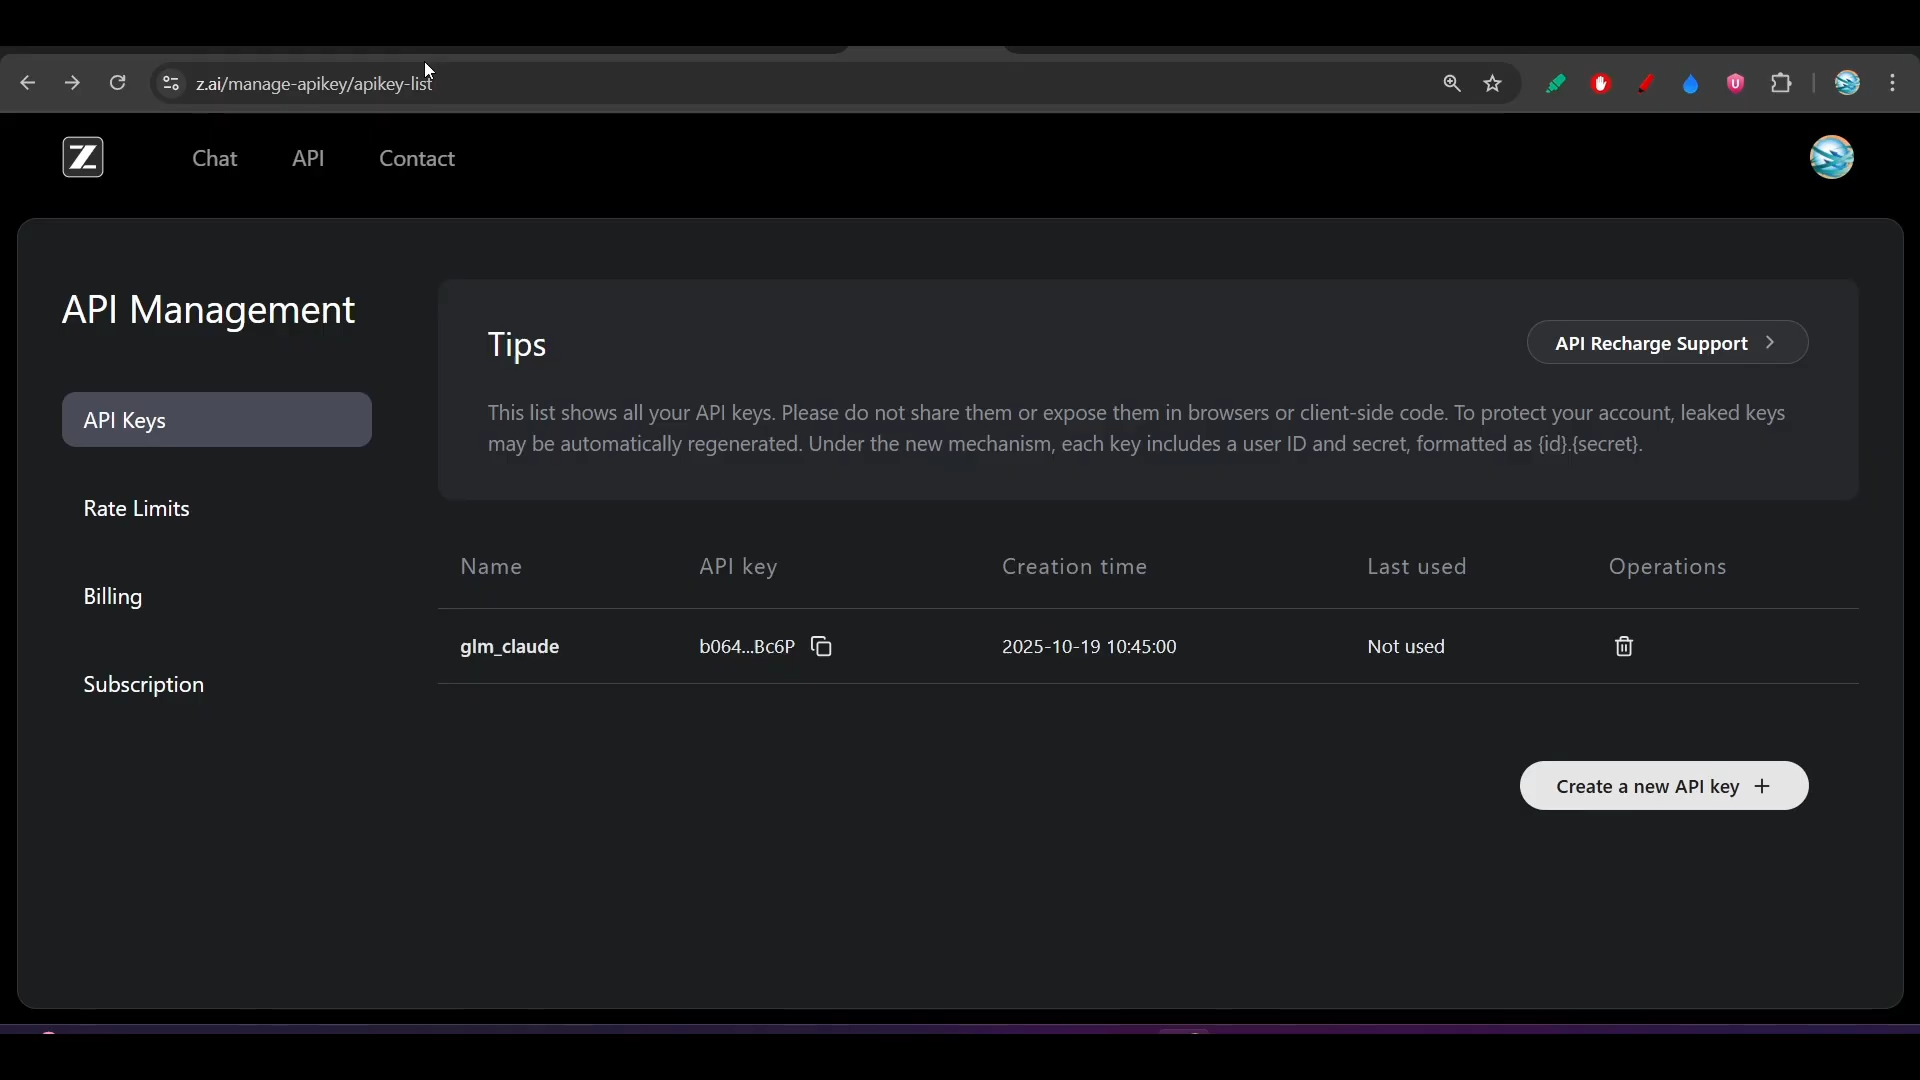 z.ai/manage-apikey/apikey-list
Z
Chat
API
Contact
API Management
API Keys
Rate Limits
Billing
Subscription
Tips
API Recharge Support
This list shows all your API keys. Please do not share them or expose them in browsers or client-side code. To protect your account, leaked keys
may be automatically regenerated. Under the new mechanism, each key includes a user ID and secret, formatted as {id}.{secret}.
Name
API key
Creation time
Last used
Operations
glm_claude
b064...Bc6P
2025-10-19 10:45:00
Not used
Create a new API key +